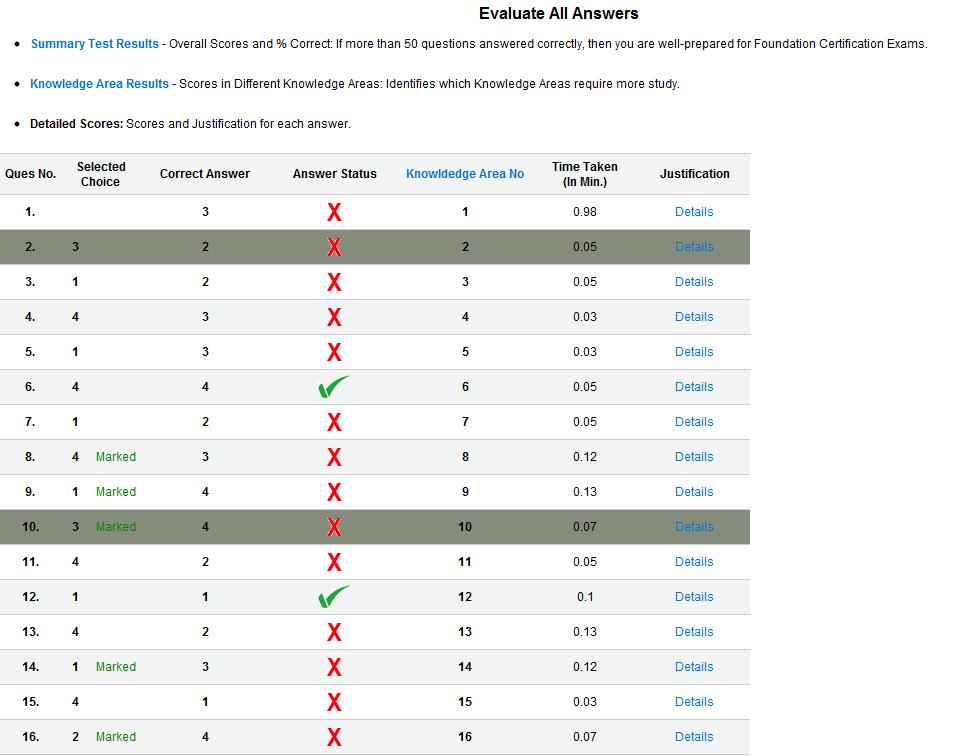 Evaluate All Answers
Summary Test Results - Overall Scores and % Correct: If more than 50 questions answered correctly, then you are well-prepared for Foundation Certification Exams.
Knowledge Area Results - Scores in Different Knowledge Areas: Identifies which Knowledge Areas require more study.
Detailed Scores: Scores and Justification for each answer.
Ques No. Selected Choice Correct Answer Answer Status Knowldedge Area No Time Taken (In Min.) Justification
1. 3 X 1 0.98 Details
2. 3 2 X 2 0.05 Details
3. 1 2 X 3 0.05 Details
4. 4 3 X 4 0.03 Details
5. 1 3 X 5 0.03 Details
6. 4 4 6 0.05 Details
7. 1 2 X 7 0.05 Details
8. 4 Marked 3 X 8 0.12 Details
9. 1 Marked 4 X 9 0.13 Details
10. 3 Marked 4 X 10 0.07 Details
11. 4 2 X 11 0.05 Details
12. 1 1 12 0.1 Details
13. 4 2 X 13 0.13 Details
14. 1 Marked 3 X 14 0.12 Details
15. 4 1 X 15 0.03 Details
16. 2 Marked 4 X 16 0.07 Details